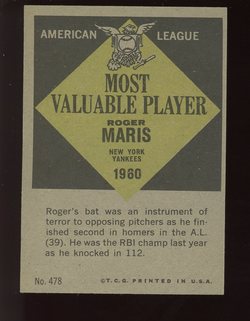 AMERICAN LEAGUE
MOST
VALUABLE PLAYER
ROGER
MARIS
NEW YORK
YANKEES
1960
Roger's bat was an instrument of
terror to opposing pitchers as he fin-
ished second in homers in the A.L.
(39). He was the RBI champ last year
as he knocked in 112.
No. 478 ©T.C.G. PRINTED IN U.S.A.